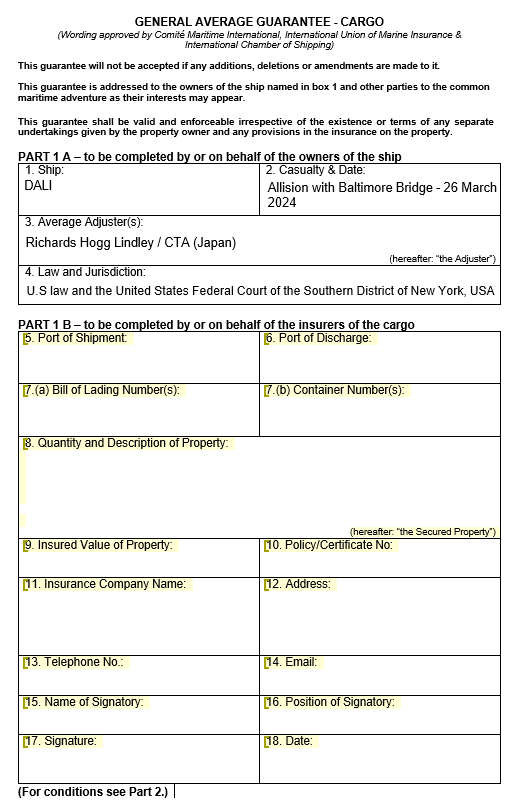 GENERAL AVERAGE GUARANTEE - CARGO
(Wording approved by Comité Maritime International, International Union of Marine Insurance &
International Chamber of Shipping)
This guarantee will not be accepted if any additions, deletions or amendments are made to it.
This guarantee is addressed to the owners of the ship named in box 1 and other parties to the common
maritime adventure as their interests may appear.
This guarantee shall be valid and enforceable irrespective of the existence or terms of any separate
undertakings given by the property owner and any provisions in the insurance on the property.
PART 1 A – to be completed by or on behalf of the owners of the ship
1. Ship:
DALI
2. Casualty & Date:
Allision with Baltimore Bridge - 26 March
2024
3. Average Adjuster(s):
Richards Hogg Lindley / CTA (Japan)
(hereafter: “the Adjuster”)
4. Law and Jurisdiction:
U.S law and the United States Federal Court of the Southern District of New York, USA
PART 1 B – to be completed by or on behalf of the insurers of the cargo
5. Port of Shipment:
6. Port of Discharge:
7.(a) Bill of Lading Number(s):
7.(b) Container Number(s):
8. Quantity and Description of Property:
(hereafter: “the Secured Property”)
9. Insured Value of Property:
10. Policy/Certificate No:
11. Insurance Company Name:
12. Address:
13. Telephone No.:
14. Email:
15. Name of Signatory:
16. Position of Signatory:
17. Signature:
18. Date:
(For conditions see Part 2.)